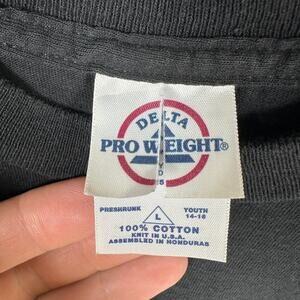 DELTA
PRO WEIGHT®
PRESHRUNK
YOUTH
L
14-16
100% COTTON
KNIT IN U.S.A.
ASSEMBLED IN HONDURAS